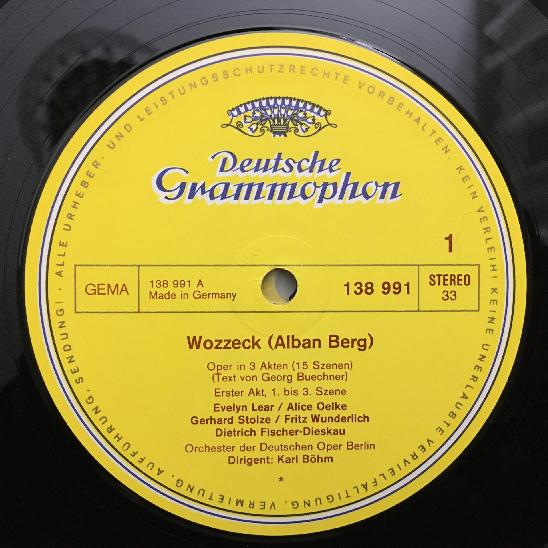 ALLE URHEBER- UND LEISTUNGSSCHUTZRECHTE VORBEHALTEN. KEIN VERLEIH! KEINE UNERLAUBTE VERVIELFÄLTIGUNG, VERMIETUNG, AUFFÜHRUNG, SENDUNG!
Deutsche
Grammophon
1
GEMA
138 991 A
Made in Germany
138 991
STEREO
33
Wozzeck (Alban Berg)
Oper in 3 Akten (15 Szenen)
(Text von Georg Buechner)
Erster Akt, 1. bis 3. Szene
Evelyn Lear / Alice Oelke
Gerhard Stolze / Fritz Wunderlich
Dietrich Fischer-Dieskau
Orchester der Deutschen Oper Berlin
Dirigent: Karl Böhm
*